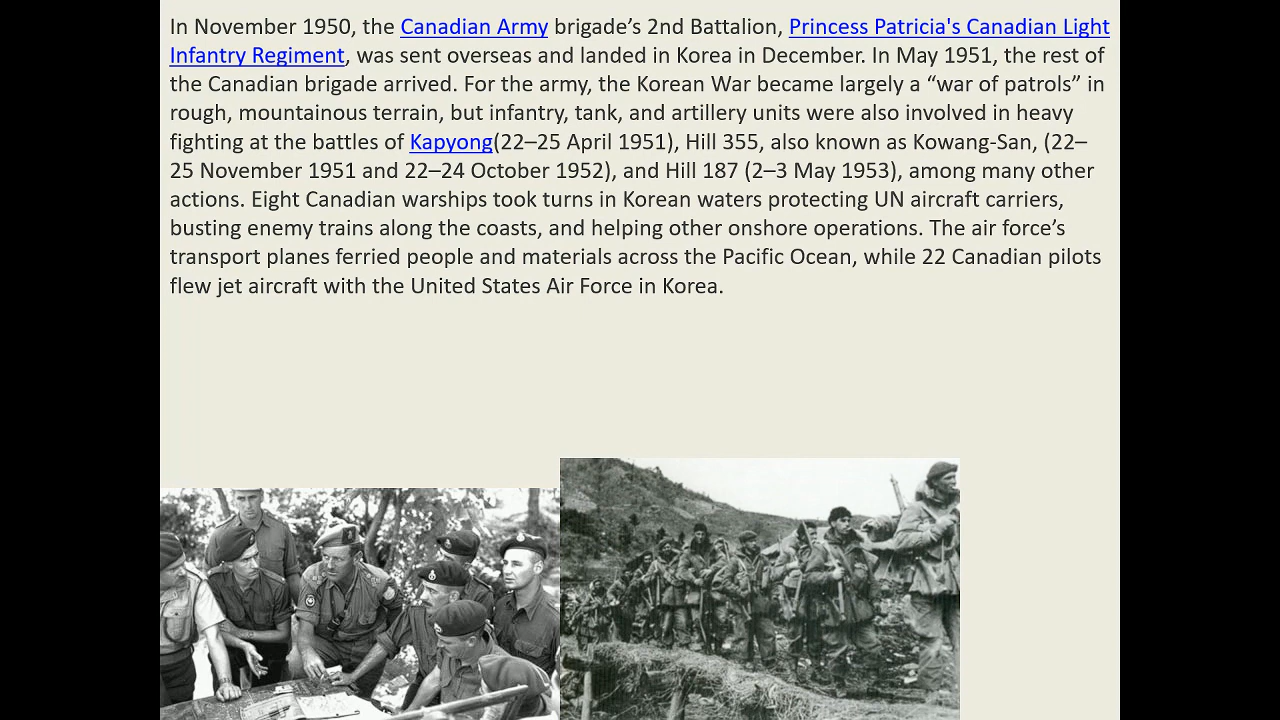 In November 1950, the Canadian Army brigade’s 2nd Battalion, Princess Patricia's Canadian Light
Infantry Regiment, was sent overseas and landed in Korea in December. In May 1951, the rest of
the Canadian brigade arrived. For the army, the Korean War became largely a “war of patrols” in
rough, mountainous terrain, but infantry, tank, and artillery units were also involved in heavy
fighting at the battles of Kapyong(22–25 April 1951), Hill 355, also known as Kowang-San, (22–
25 November 1951 and 22–24 October 1952), and Hill 187 (2–3 May 1953), among many other
actions. Eight Canadian warships took turns in Korean waters protecting UN aircraft carriers,
busting enemy trains along the coasts, and helping other onshore operations. The air force’s
transport planes ferried people and materials across the Pacific Ocean, while 22 Canadian pilots
flew jet aircraft with the United States Air Force in Korea.